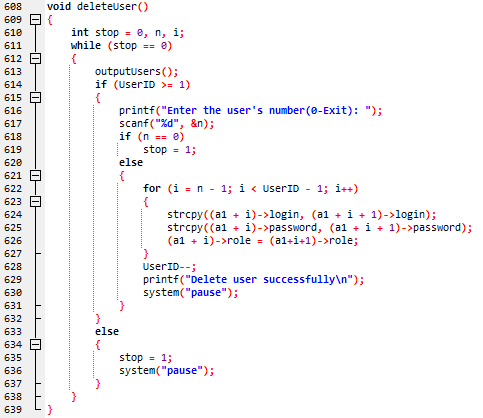 608 void deleteUser()
609 {
610 int stop = 0, n, i;
611 while (stop == 0)
612 {
613 outputUsers();
614 if (UserID >= 1)
615 {
616 printf("Enter the user's number(0-Exit): ");
617 scanf("%d", &n);
618 if (n == 0)
619 stop = 1;
620 else
621 {
622 for (i = n - 1; i < UserID - 1; i++)
623 {
624 strcpy((a1 + i)->login, (a1 + i + 1)->login);
625 strcpy((a1 + i)->password, (a1 + i + 1)->password);
626 (a1 + i)->role = (a1+i+1)->role;
627 }
628 UserID--;
629 printf("Delete user successfully\n");
630 system("pause");
631 }
632 }
633 else
634 {
635 stop = 1;
636 system("pause");
637 }
638 }
639 }